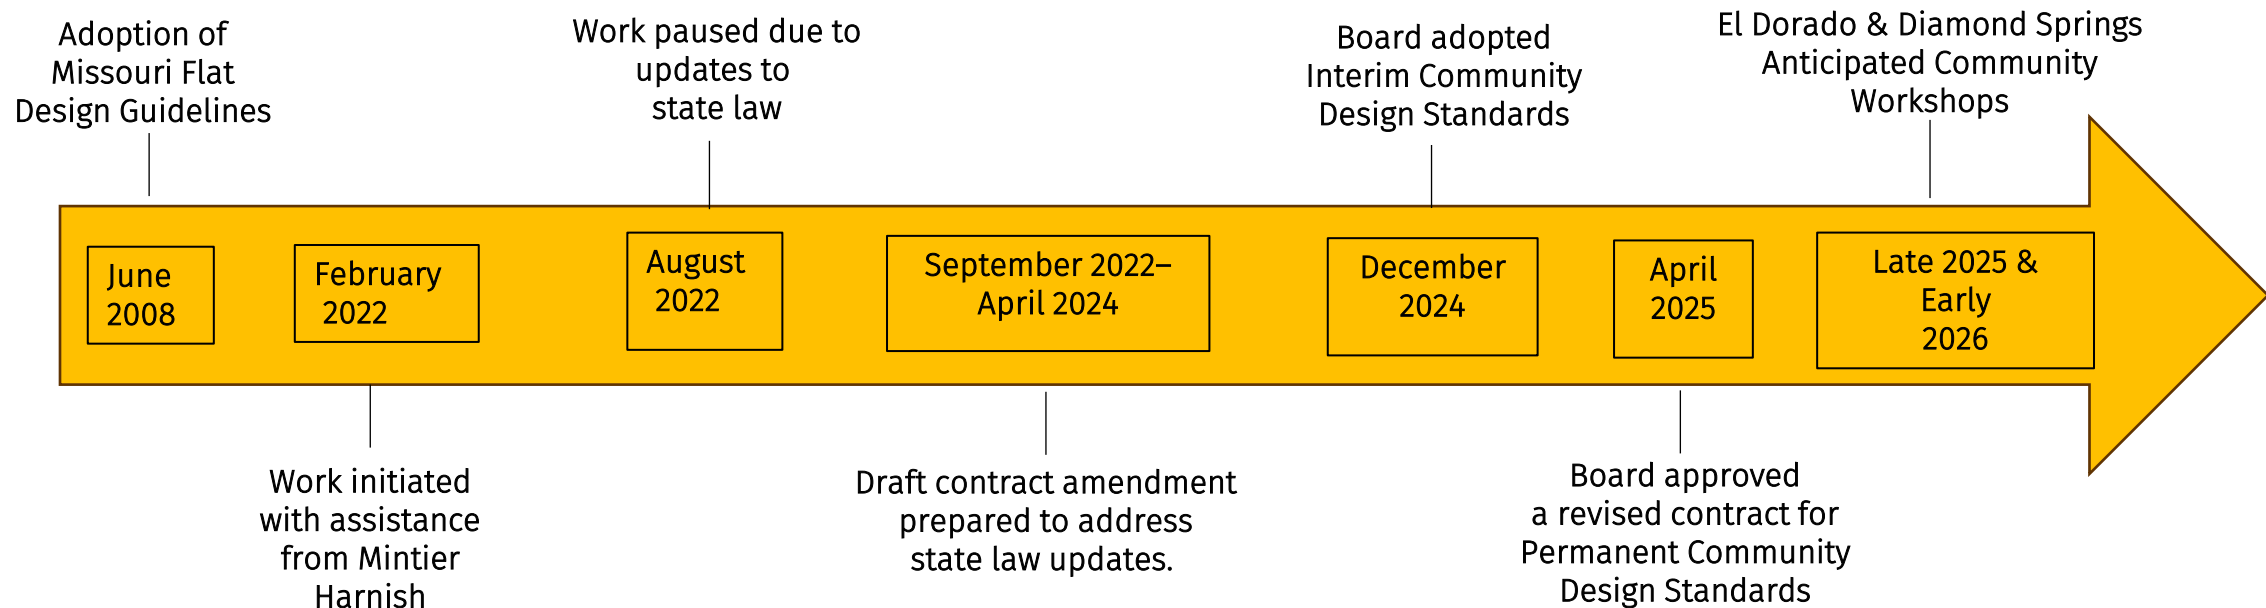 Adoption of
Missouri Flat
Design Guidelines
Work paused due to
updates to
state law
Board adopted
Interim Community
Design Standards
El Dorado & Diamond Springs
Anticipated Community
Workshops
June
2008
February
2022
August
2022
September 2022–
April 2024
December
2024
April
2025
Late 2025 &
Early
2026
Work initiated
with assistance
from Mintier
Harnish
Draft contract amendment
prepared to address
state law updates.
Board approved
a revised contract for
Permanent Community
Design Standards